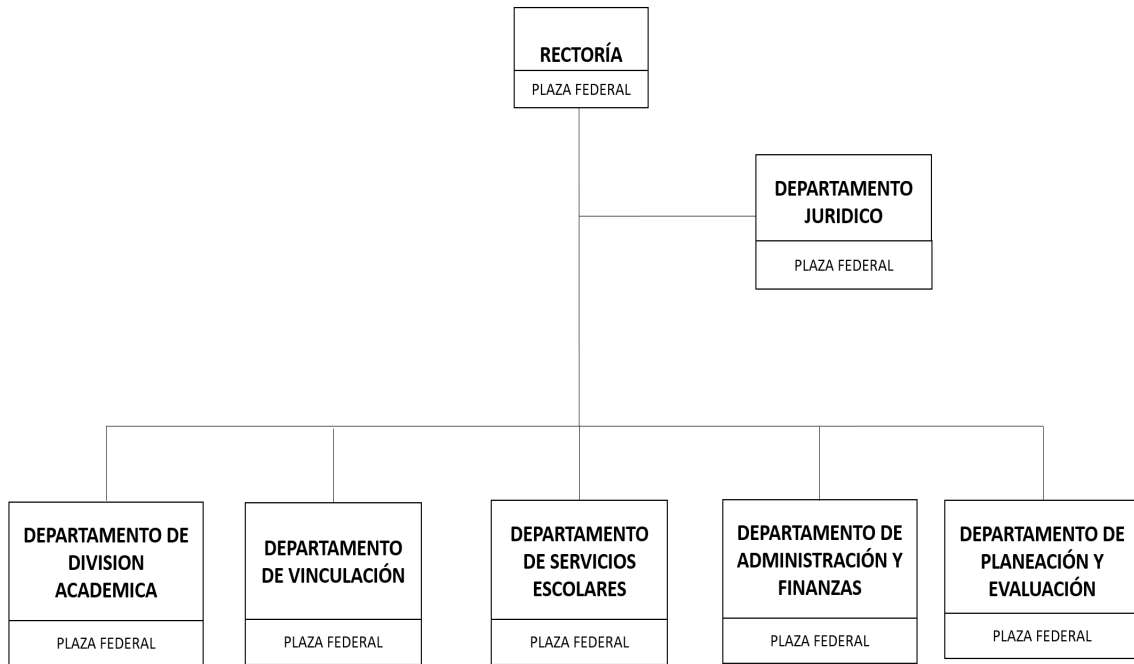 RECTORÍA
PLAZA FEDERAL
DEPARTAMENTO
JURIDICO
PLAZA FEDERAL
DEPARTAMENTO DE
DIVISION
ACADEMICA
PLAZA FEDERAL
DEPARTAMENTO
DE VINCULACIÓN
PLAZA FEDERAL
DEPARTAMENTO
DE SERVICIOS
ESCOLARES
PLAZA FEDERAL
DEPARTAMENTO DE
ADMINISTRACIÓN Y
FINANZAS
PLAZA FEDERAL
DEPARTAMENTO DE
PLANEACIÓN Y
EVALUACIÓN
PLAZA FEDERAL